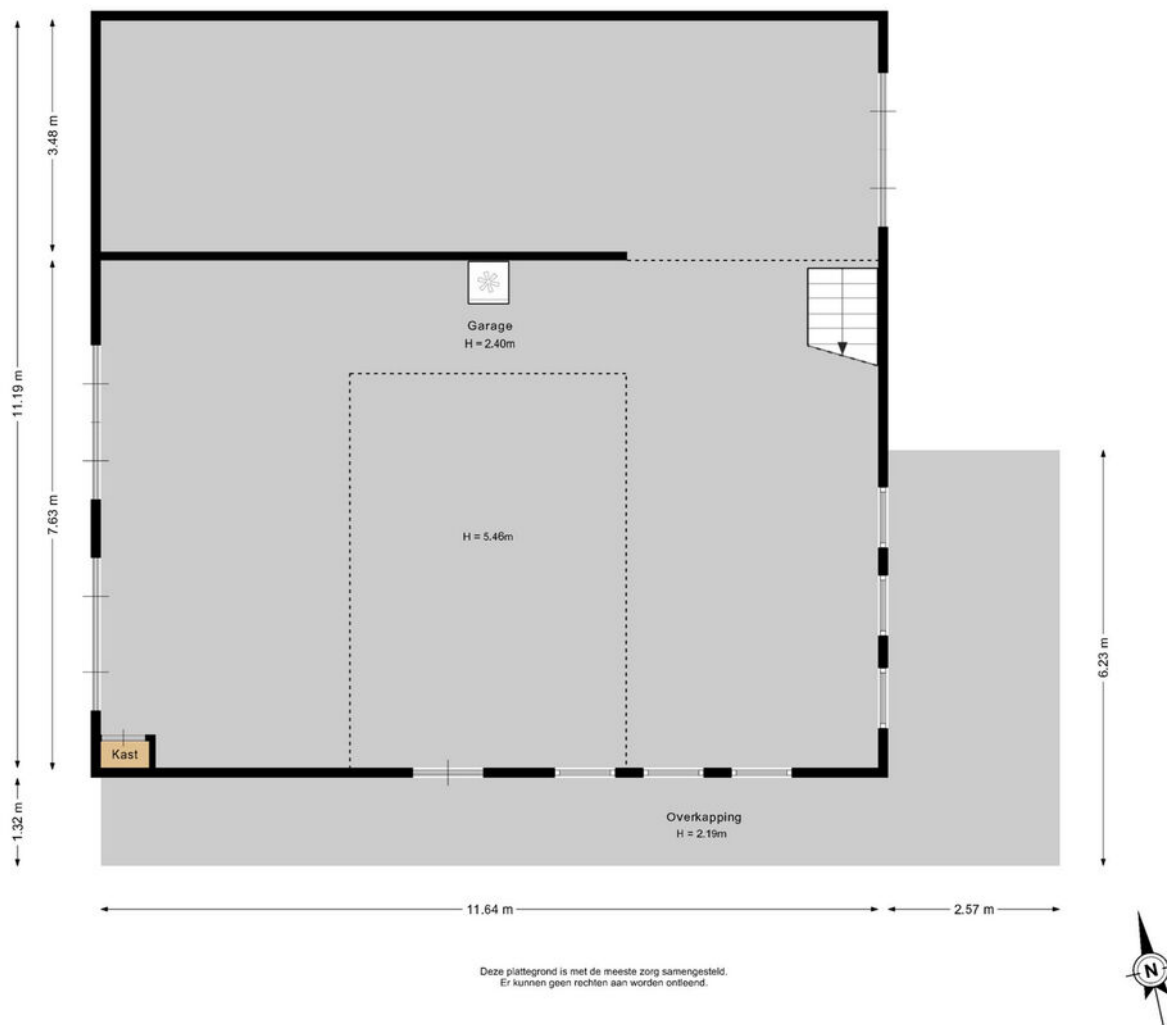 3.48 m
11.19 m
7.63 m
1.32 m
Garage
H = 2.40m
H = 5.46m
Kast
6.23 m
Overkapping
H = 2.19m
11.64 m
2.57 m
Deze plattegrond is met de meeste zorg samengesteld.
Er kunnen geen rechten aan worden ontleend.
N